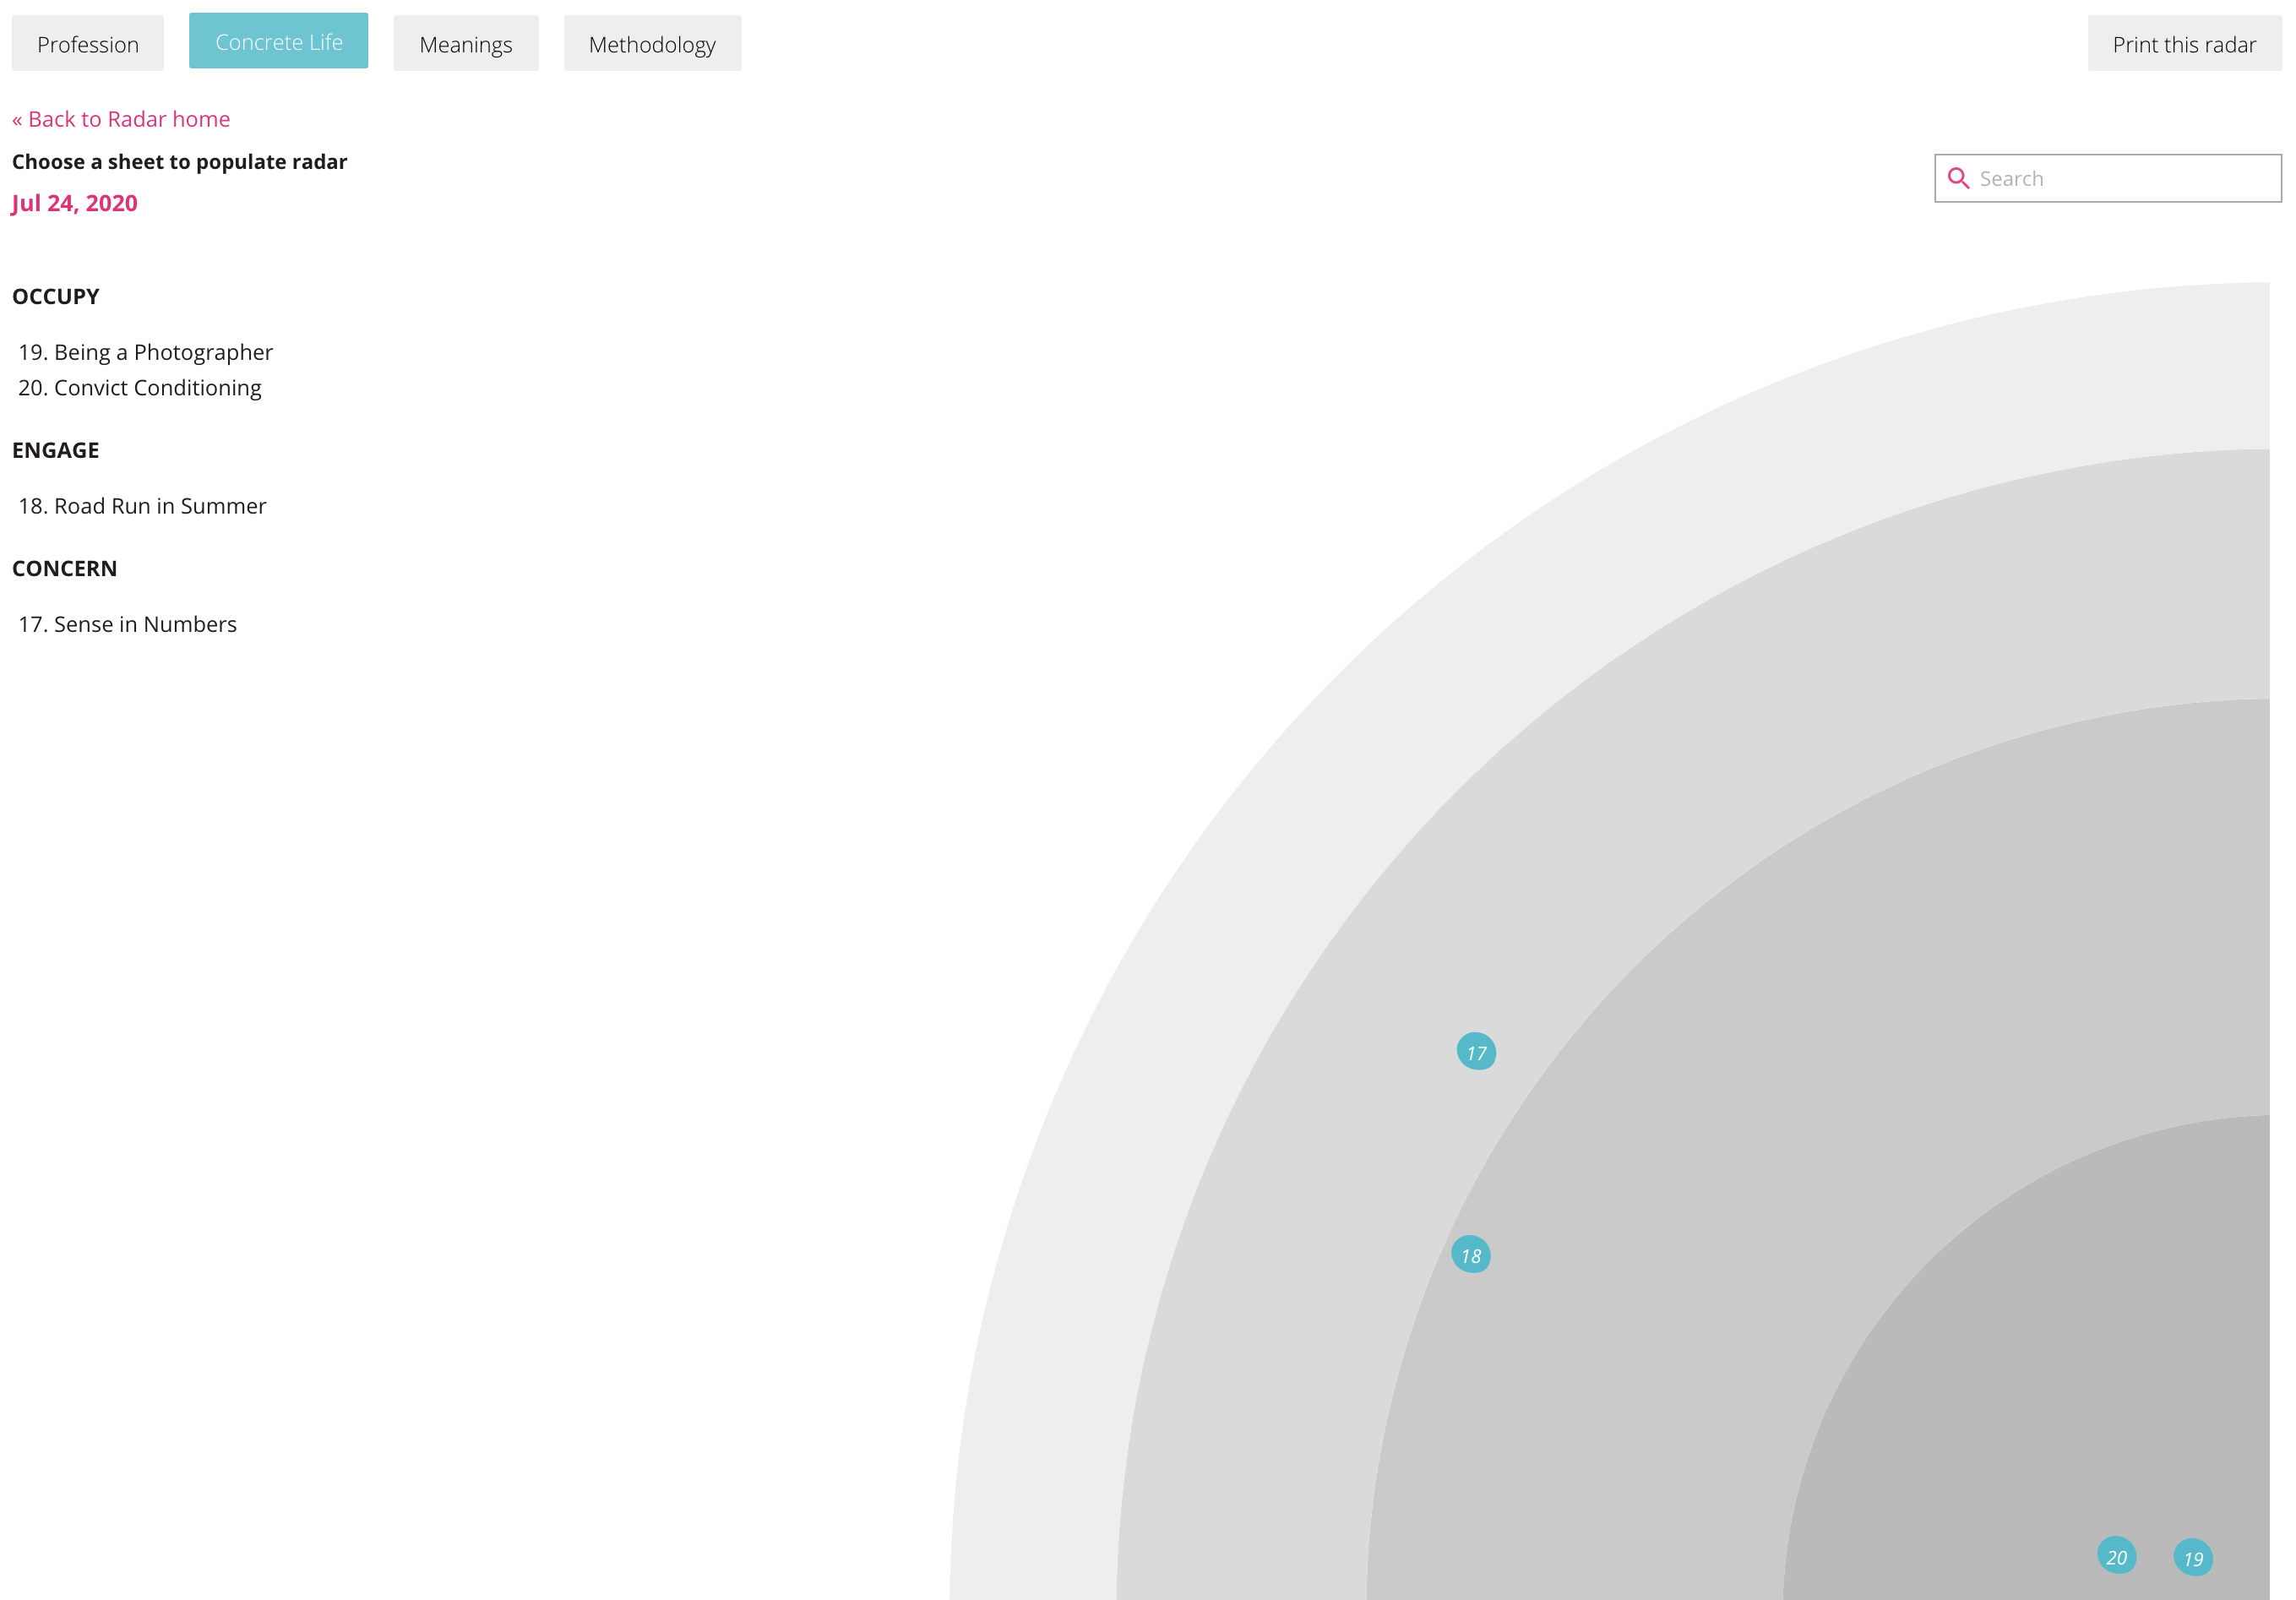 Profession
Concrete Life
Meanings
Methodology
Print this radar
« Back to Radar home
Choose a sheet to populate radar
Jul 24, 2020
Search
OCCUPY
19. Being a Photographer
20. Convict Conditioning
ENGAGE
18. Road Run in Summer
CONCERN
17. Sense in Numbers
17
18
20
19